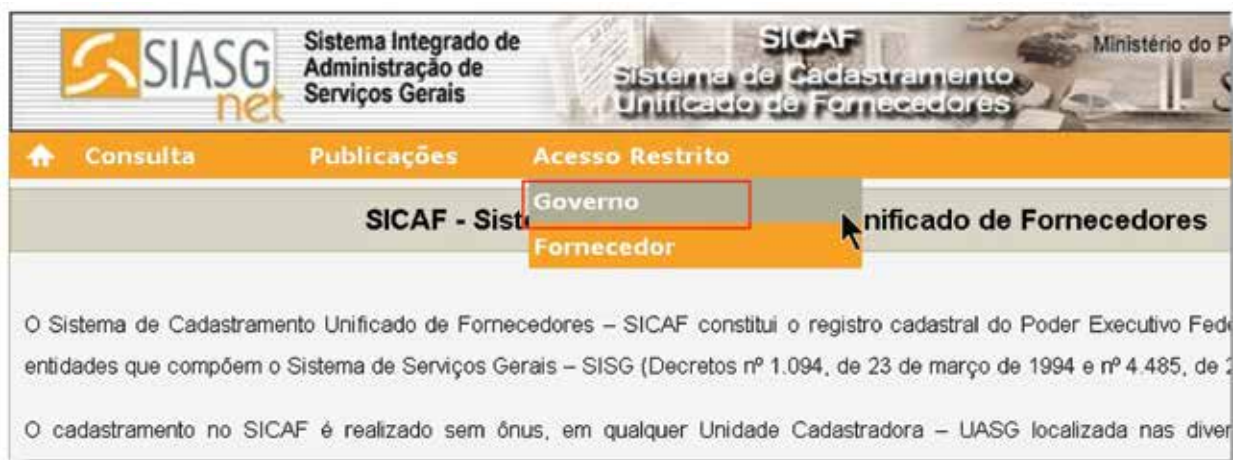 SIASG
net
Sistema Integrado de
Administração de
Serviços Gerais
SICAF
Sistema de Cadastramento
Unificado de Fornecedores
Ministério do P
Consulta Publicações Acesso Restrito
Governo
Fornecedor
SICAF - Sist nificado de Fornecedores
O Sistema de Cadastramento Unificado de Fornecedores – SICAF constitui o registro cadastral do Poder Executivo Fede
entidades que compõem o Sistema de Serviços Gerais – SISG (Decretos nº 1.094, de 23 de março de 1994 e nº 4.485, de 2
O cadastramento no SICAF é realizado sem ônus, em qualquer Unidade Cadastradora – UASG localizada nas diver